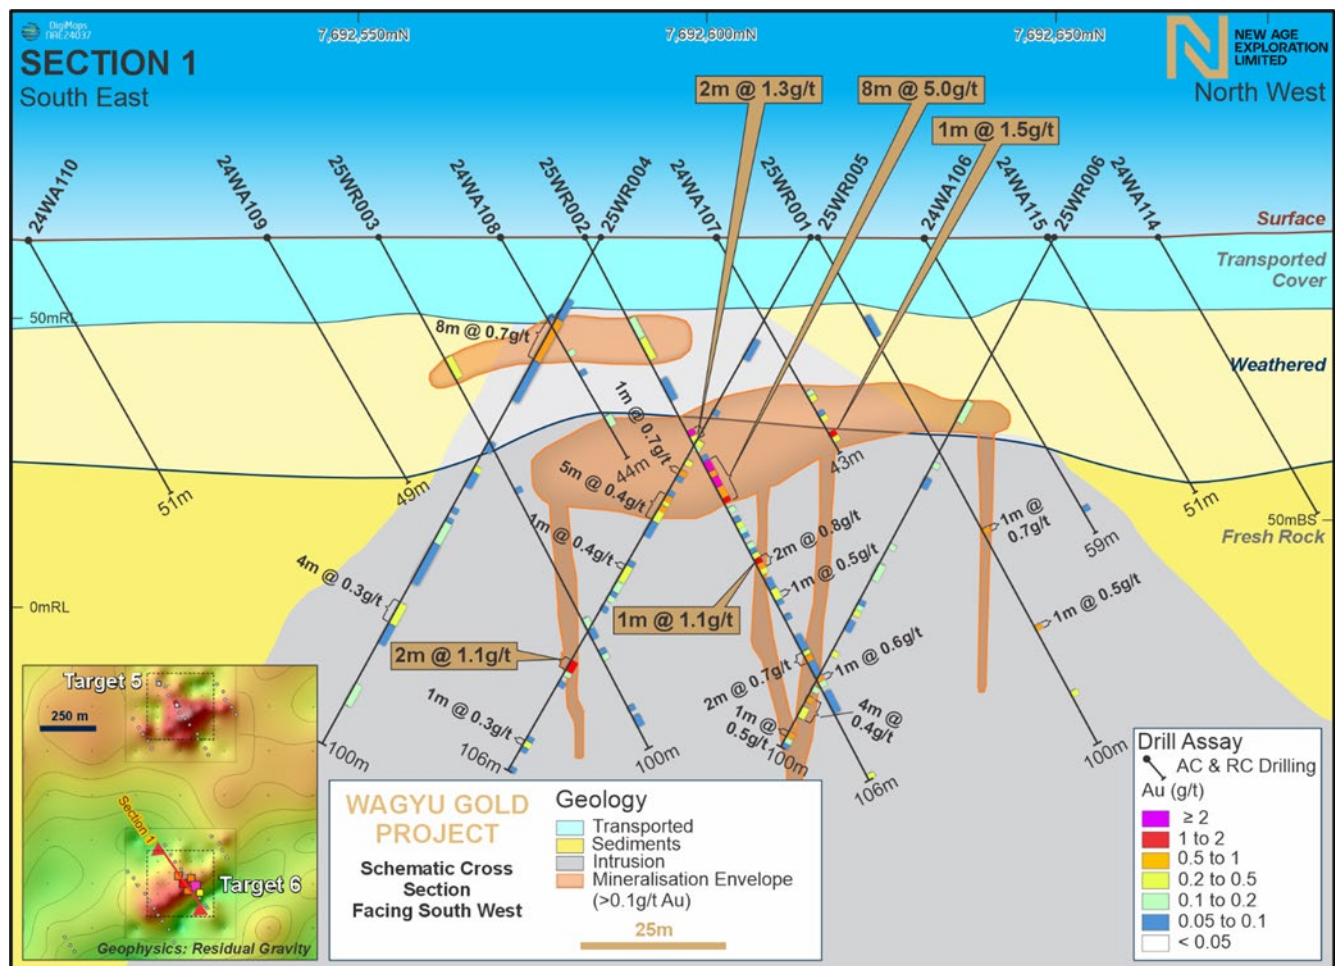 DigiMaps
NAE24037
SECTION 1
South East
7,692,550mN
7,692,600mN
7,692,650mN
NEW AGE
EXPLORATION
LIMITED
North West
2m @ 1.3g/t
8m @ 5.0g/t
1m @ 1.5g/t
24WA110
24WA109
25WR003
24WA108
25WR002
25WR004
24WA107
25WR001
25WR005
24WA106
24WA115
25WR006
24WA114
Surface
Transported
Cover
50mRL
8m @ 0.7g/t
Weathered
1m @ 0.7g/t
44m
43m
5m @ 0.4g/t
51m
49m
51m
50mBS
Fresh Rock
1m @ 0.4g/t
2m @ 0.8g/t
1m @
0.7g/t
59m
4m @ 0.3g/t
1m @ 0.5g/t
0mRL
1m @ 1.1g/t
1m @ 0.5g/t
2m @ 1.1g/t
1m @ 0.6g/t
2m @ 0.7g/t
1m @ 0.3g/t
1m @
0.5g/t
4m @
0.4g/t
100m
106m
100m
100m
106m
100m
Target 5
250 m
Section 1
Target 6
Geophysics: Residual Gravity
WAGYU GOLD
PROJECT
Schematic Cross
Section
Facing South West
Geology
Transported
Sediments
Intrusion
Mineralisation Envelope
(>0.1g/t Au)
25m
Drill Assay
AC & RC Drilling
Au (g/t)
≥ 2
1 to 2
0.5 to 1
0.2 to 0.5
0.1 to 0.2
0.05 to 0.1
< 0.05